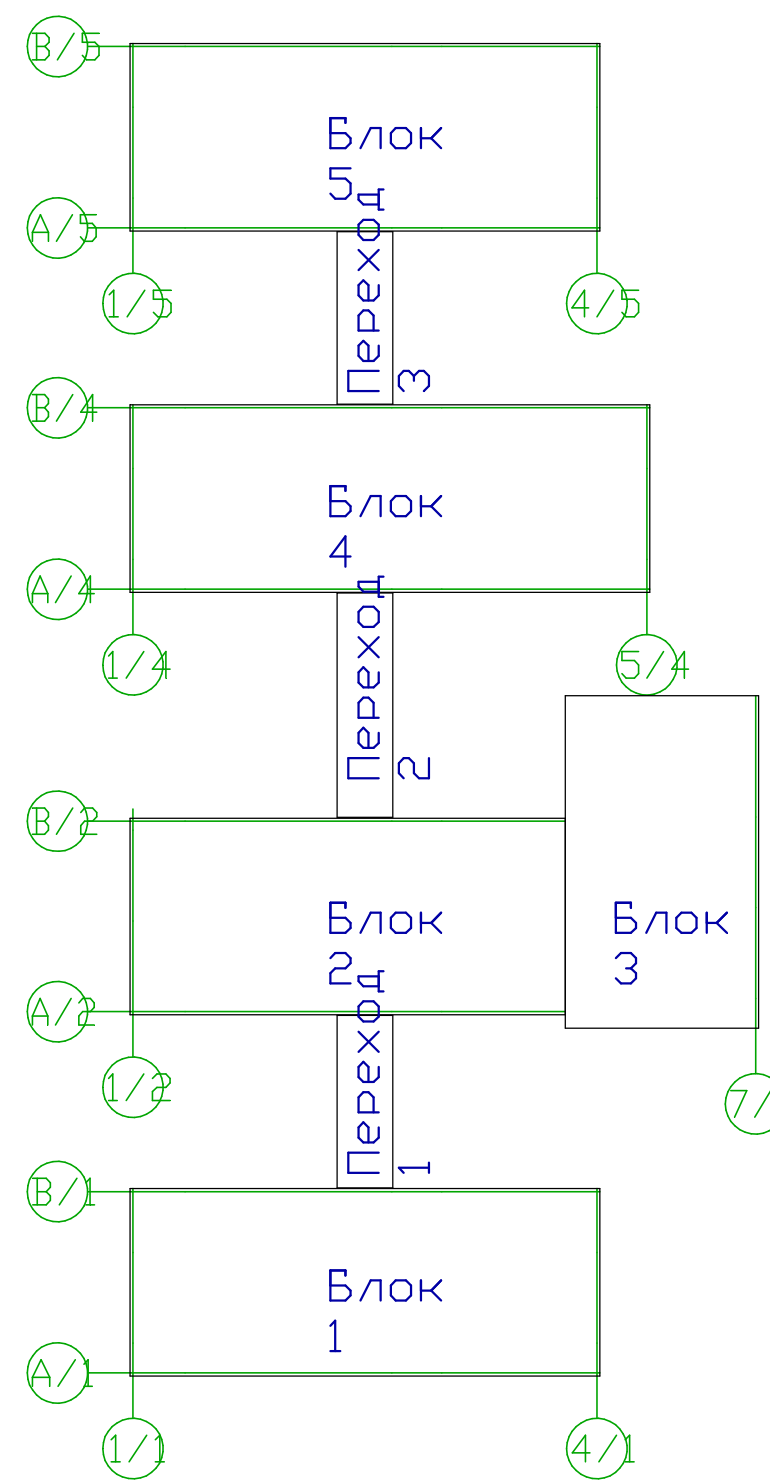 В/5
Блок
5
А/5
1/5
4/5
Переход
3
В/4
Блок
4
А/4
1/4
5/4
Переход
2
В/2
Блок
2
Блок
3
А/2
1/2
7/
Переход
1
В/1
Блок
1
А/1
1/1
4/1